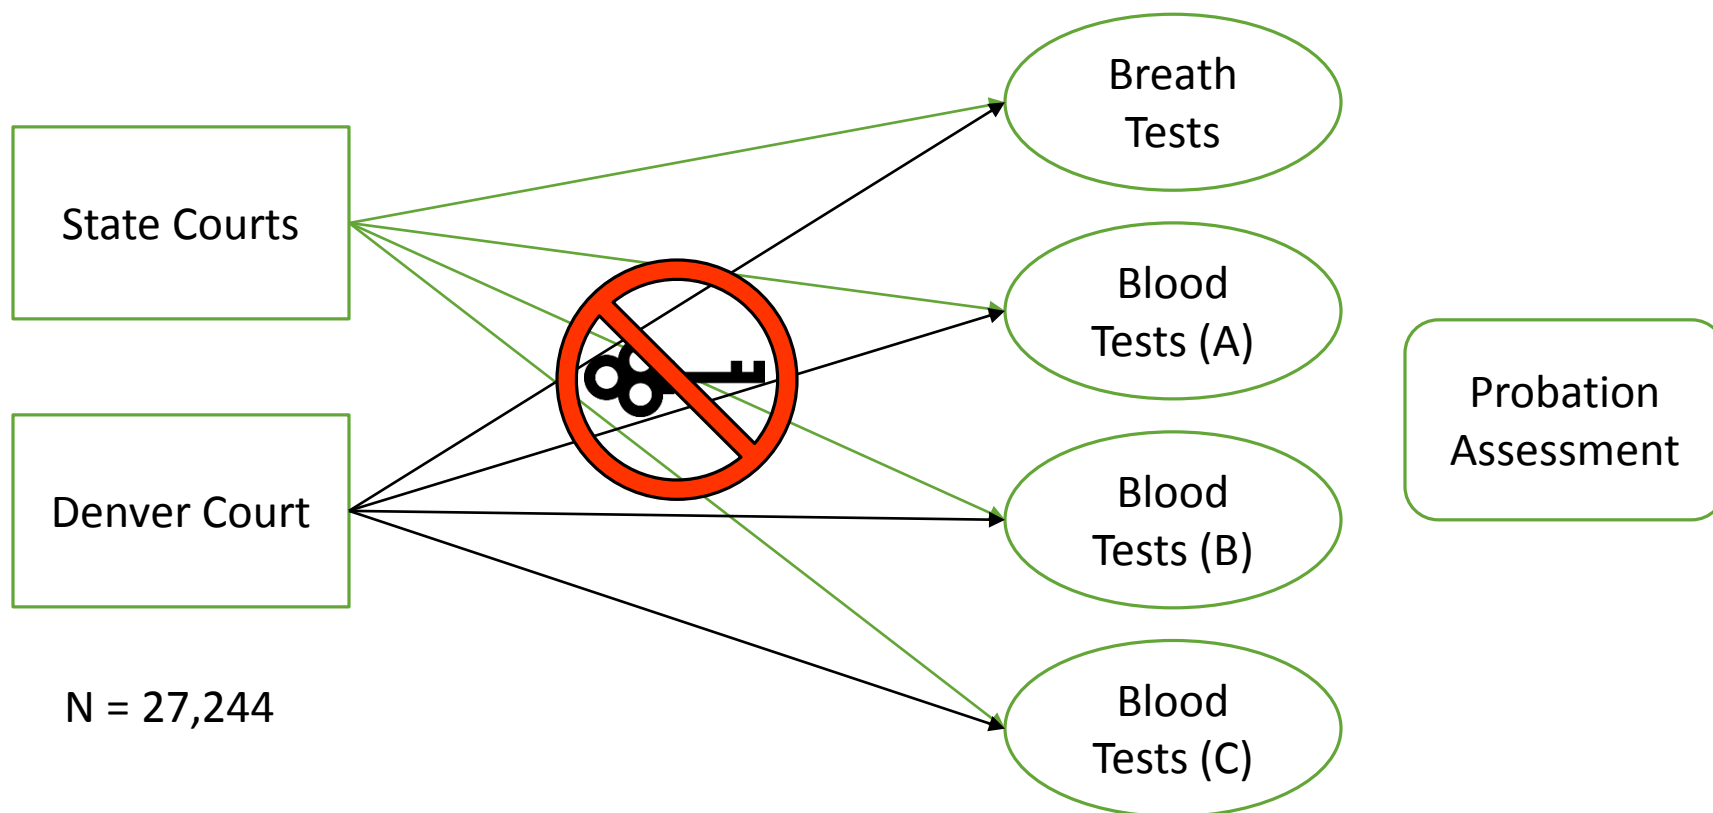 State Courts
Denver Court
N = 27,244
Breath
Tests
Blood
Tests (A)
Blood
Tests (B)
Blood
Tests (C)
Probation
Assessment